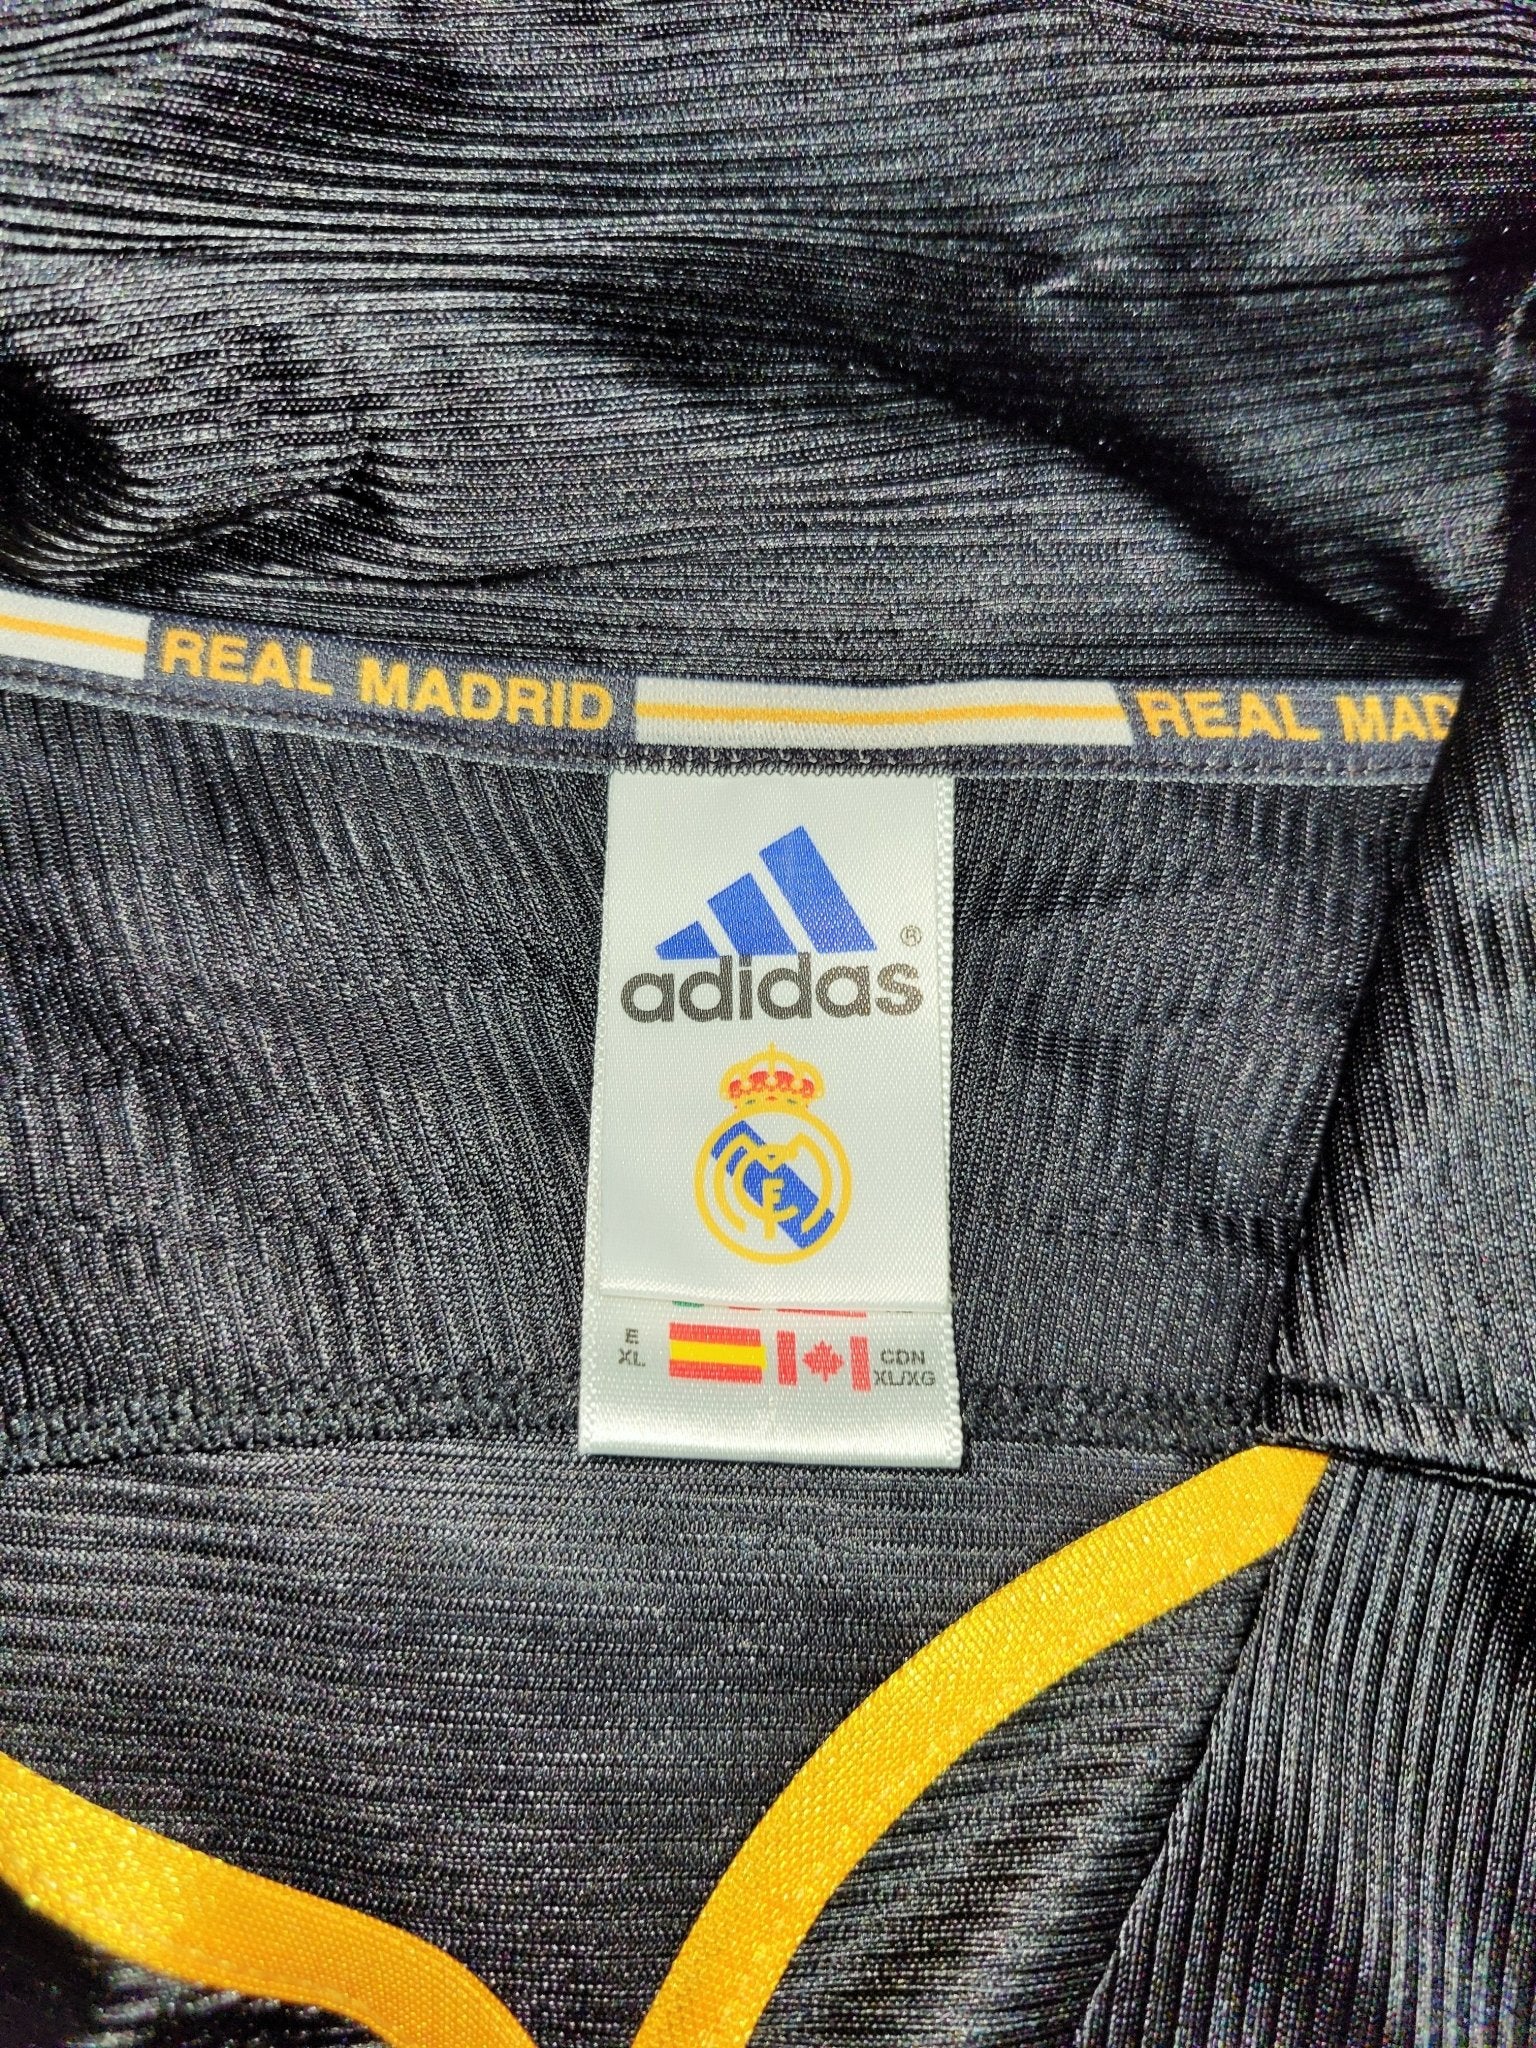 REAL MADRID
REAL MAD
adidas ®
E
XL
CDN
XL/XG